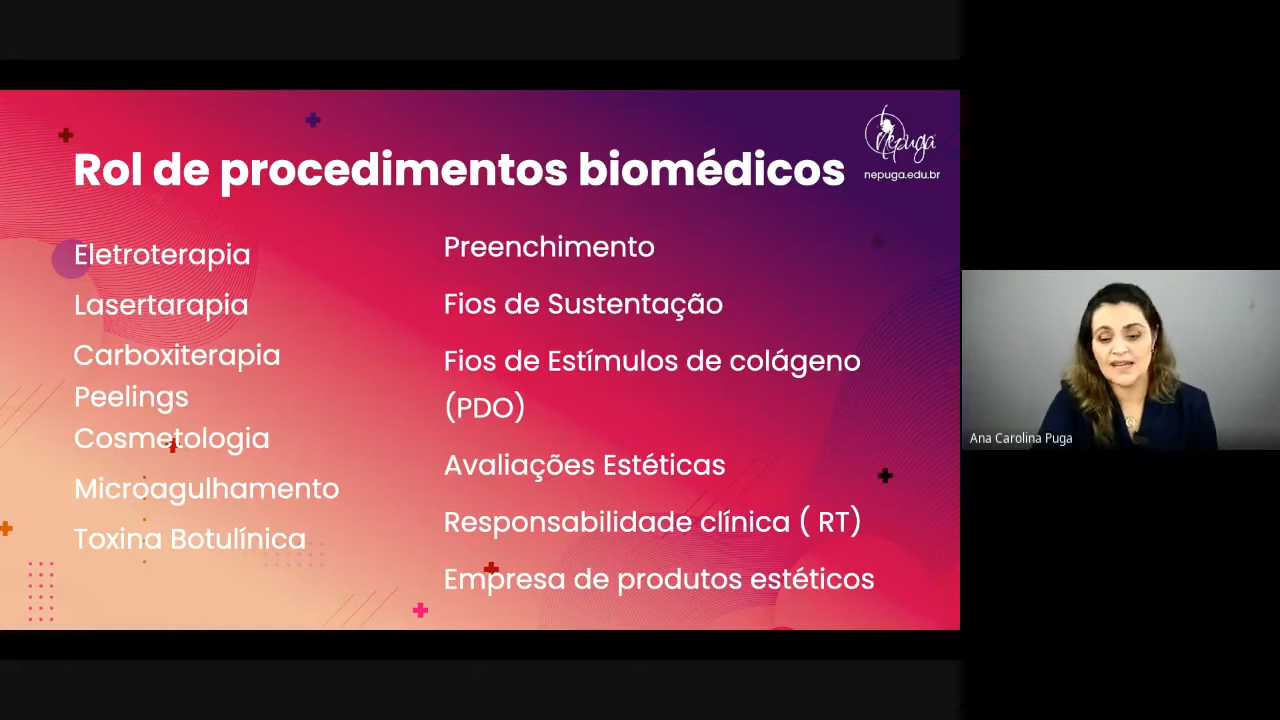 Rol de procedimentos biomédicos
nepuga
nepuga.edu.br
Eletroterapia
Lasertarapia
Carboxiterapia
Peelings
Cosmetologia
Microagulhamento
Toxina Botulínica
Preenchimento
Fios de Sustentação
Fios de Estímulos de colágeno
(PDO)
Avaliações Estéticas
Responsabilidade clínica ( RT)
Empresa de produtos estéticos
Ana Carolina Puga